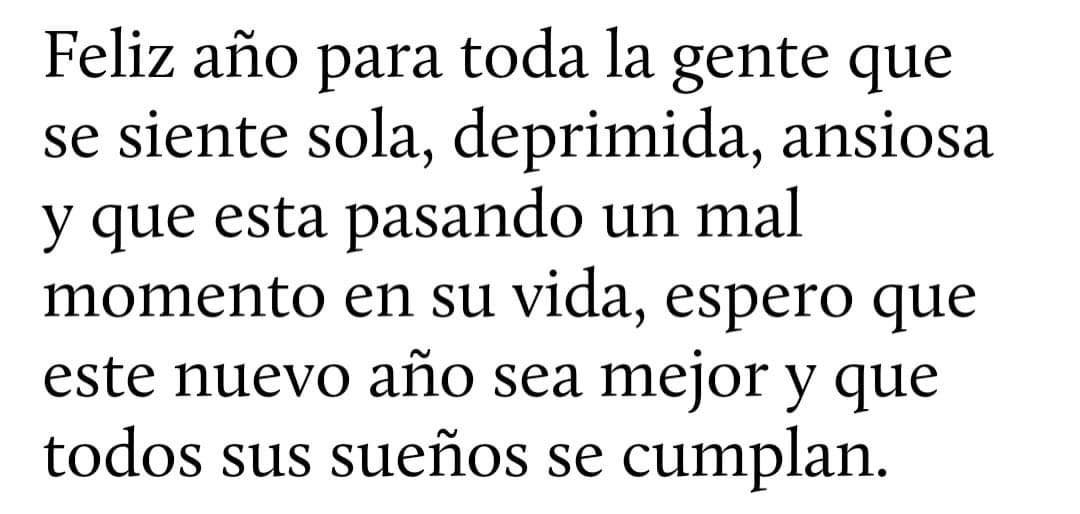 Feliz año para toda la gente que
se siente sola, deprimida, ansiosa
y que esta pasando un mal
momento en su vida, espero que
este nuevo año sea mejor y que
todos sus sueños se cumplan.